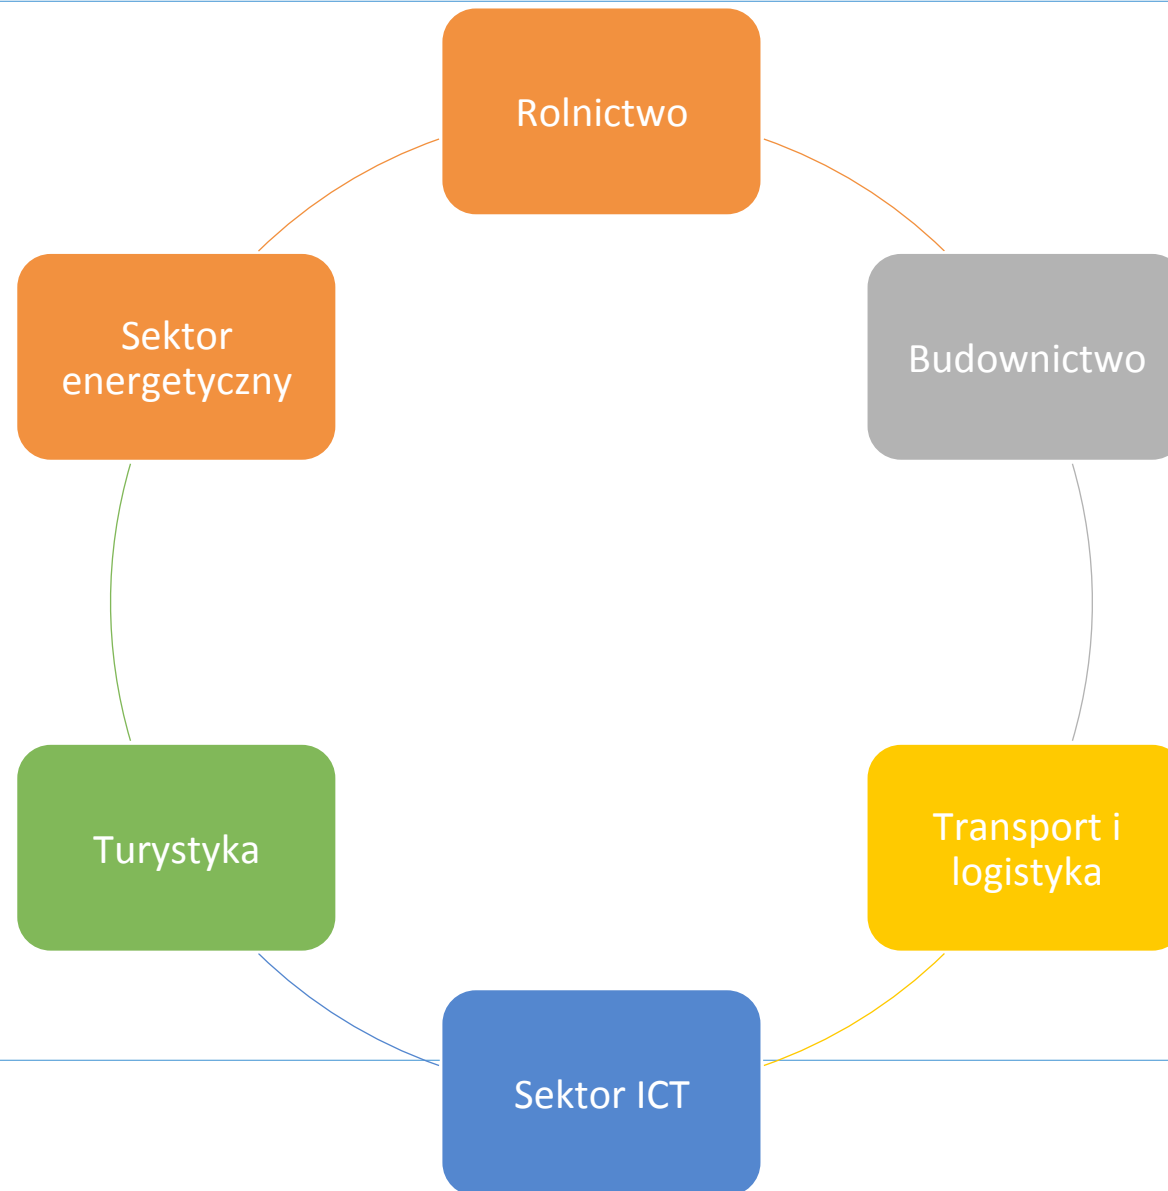 Rolnictwo
Sektor
energetyczny
Budownictwo
Turystyka
Transport i
logistyka
Sektor ICT